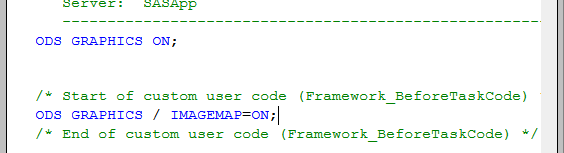 Server:  SASApp
------------------------------------------------------------
ODS GRAPHICS ON;
/* Start of custom user code (Framework_BeforeTaskCode)
ODS GRAPHICS / IMAGEMAP=ON;
/* End of custom user code (Framework_BeforeTaskCode) */